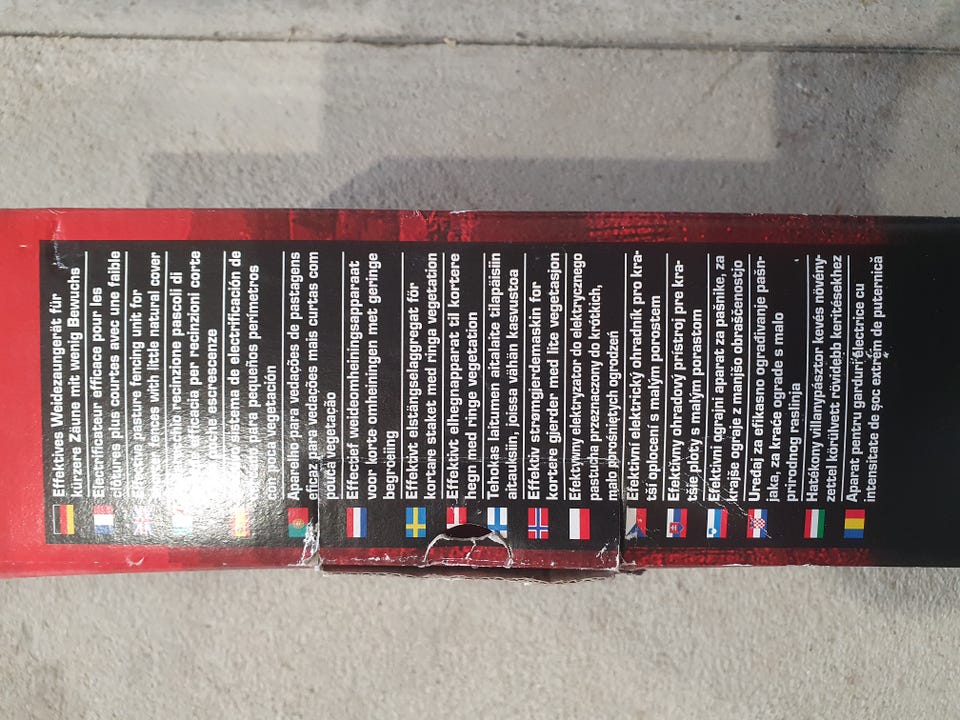 Effektives Weidezaungerät für
kürzere Zäune mit wenig Bewuchs
Electrificateur efficace pour les
clôtures plus courtes avec une faible
Effective pasture fencing unit for
shorter fences with little natural cover
recinzione pascoli di
efficacia per recinzioni corte
poche escrescenze
sistema de electrificación de
para pequeños perímetros
con poca vegetación
Aparelho para vedações de pastagens
eficaz para vedações mais curtas com
pouca vegetação
Effectief weideomheiningsapparaat
voor korte omheiningen met geringe
begroeiing
Effektivt elstängselaggregat för
kortare staket med ringa vegetation
Effektivt elhegnapparat til kortere
hegn med ringe vegetation
Tehokas laitumen aitalaite tilapäisiin
aitauksiin, joissa vähän kasvustoa
Effektiv strømgjerdemaskin for
kortere gjerder med lite vegetasjon
Efektywny elektryzator do elektrycznego
pastucha przeznaczony do krótkich,
mało porośniętych ogrodzeń
Efektivní elektrický ohradník pro kra-
tší oplocení s malým porostem
Efektívny ohradový prístroj pre kra-
tšie ploty s malým porastom
Efektivni ograjni aparat za pašnike, za
krajše ograje z manjšo obraščenostjo
Uređaj za efikasno ograđivanje pašn-
jaka, za kraće ograde s malo
prirodnog raslinja
Hatékony villanypásztor kevés növény-
zettel körülvett rövidebb kerítésekhez
Aparat pentru garduri electrice cu
intensitate de șoc extrem de puternică